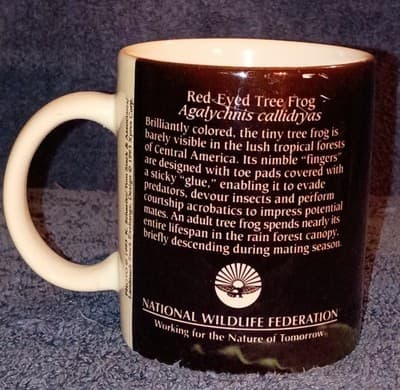 Red-Eyed Tree Frog
Agalychnis callidryas
Brilliantly colored, the tiny tree frog is
barely visible in the lush tropical forests
of Central America. Its nimble "fingers"
are designed with toe pads covered with
a sticky "glue," enabling it to evade
predators, devour insects and perform
courtship acrobatics to impress potential
mates. An adult tree frog spends nearly its
entire lifespan in the rain forest canopy,
briefly descending during mating season.
NATIONAL WILDLIFE FEDERATION
Working for the Nature of Tomorrow